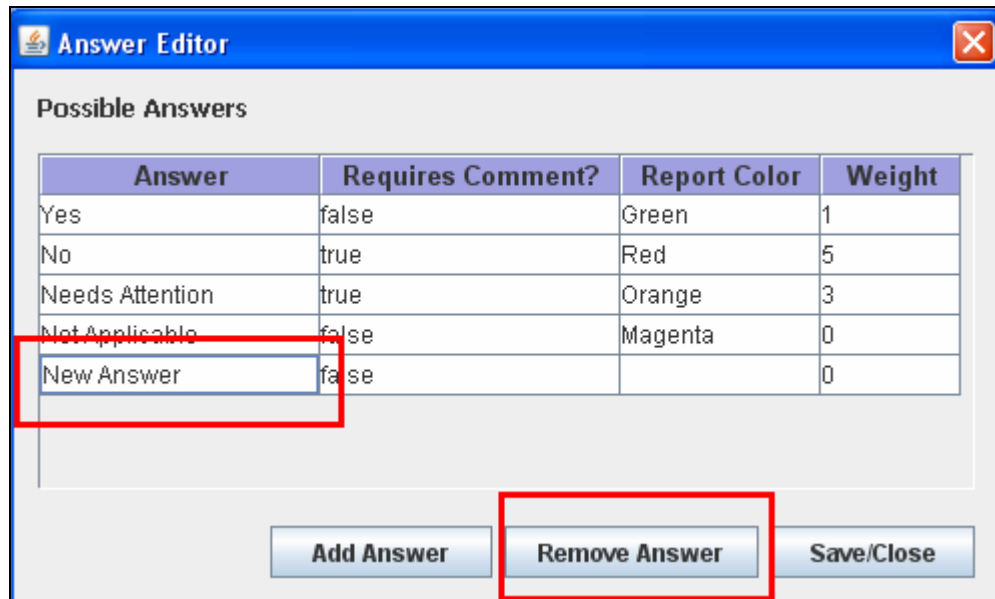 Answer Editor
Possible Answers
Answer Requires Comment? Report Color Weight
Yes false Green 1
No true Red 5
Needs Attention true Orange 3
Not Applicable false Magenta 0
New Answer false 0
Add Answer Remove Answer Save/Close